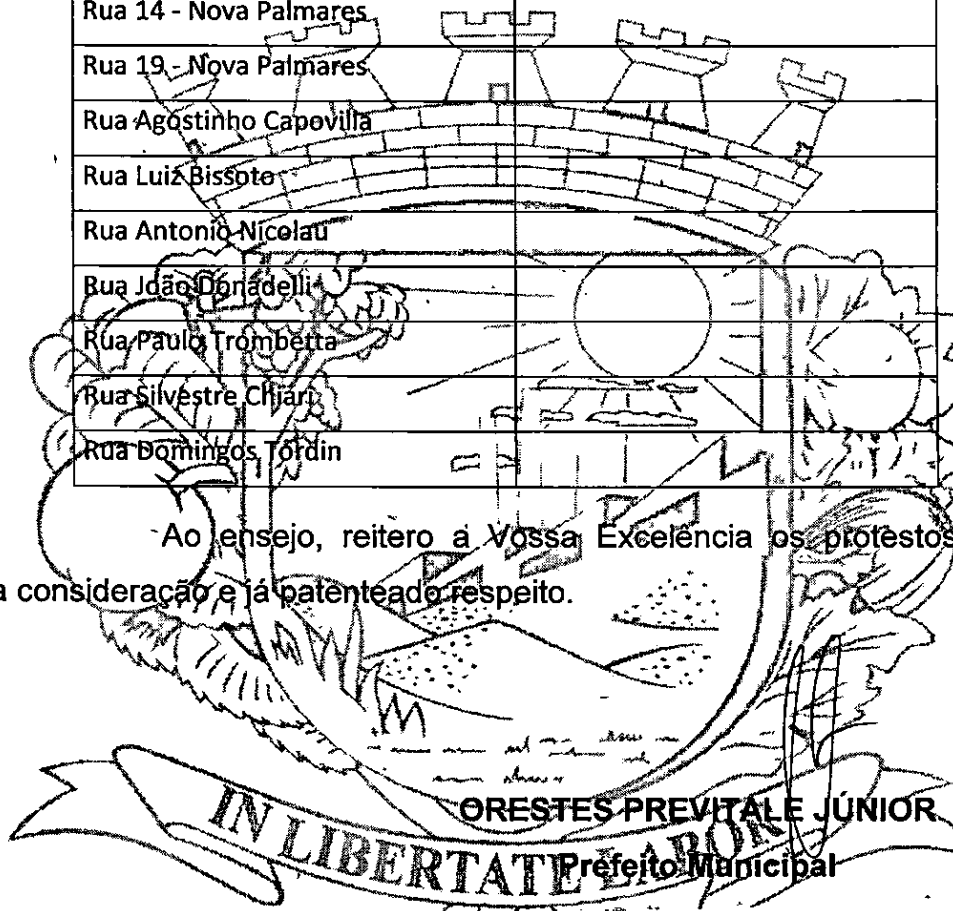 Rua 14 - Nova Palmares
Rua 19 - Nova Palmares
Rua Agostinho Capovilla
Rua Luiz Bissoto
Rua Antonio Nicolau
Rua João Donadelli
Rua Paulo Trombetta
Rua Silvestre Chiari
Rua Domingos Tordin
Ao ensejo, reitero a Vossa Excelência os protestos
a consideração e já patenteado respeito.
ORESTES PREVITALE JÚNIOR
Prefeito Municipal
IN LIBERTATE LABOR